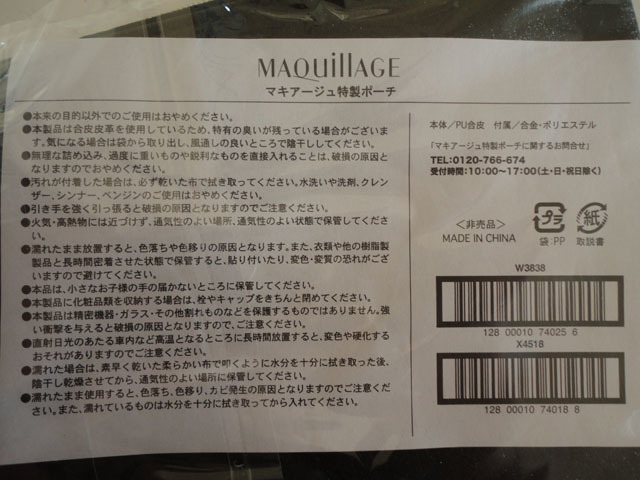 MAQuillAGE
マキアージュ特製ポーチ
●本来の目的以外でのご使用はおやめください。
●本製品は合皮皮革を使用しているため、特有の臭いが残っている場合がございま
す。気になる場合は袋から取り出し、風通しの良いところで陰干ししてください。
●無理な詰め込み、過度に重いものや鋭利なものを直接入れることは、破損の原因と
なりますのでおやめください。
●汚れが付着した場合は、必ず乾いた布で拭き取ってください。水洗いや洗剤、クレン
ザー、シンナー、ベンジンのご使用はおやめください。
●引き手を強く引っ張ると破損の原因となりますのでご注意ください。
●火気・高熱物には近づけず、通気性のよい場所、通気性のよい状態で保管してくださ
い。
●濡れたまま放置すると、色落ちや色移りの原因となります。また、衣類や他の樹脂製
製品と長時間密着させた状態で保管すると、貼り付いたり、変色・変質の恐れがござ
いますので避けてください。
●本品は、小さなお子様の手の届かないところに保管してください。
●本製品に化粧品類を収納する場合は、栓やキャップをきちんと閉めてください。
●本製品は精密機器・ガラス・その他割れものなどを保護するものではありません。強
い衝撃を与えると破損の原因となりますので、ご注意ください。
●直射日光のあたる車内など高温となるところに長時間放置すると、変色や硬化する
おそれがありますのでご注意ください。
●濡れた場合は、素早く乾いた柔らかい布で叩くように水分を十分に拭き取った後、
陰干し乾燥させてから、通気性のよい場所に保管してください。
●濡れたまま使用すると、色落ち、色移り、カビ発生の原因となりますのでご注意くだ
さい。また、濡れているものは水分を十分に拭き取ってから入れてください。
本体／PU合皮 付属／合金・ポリエステル
「マキアージュ特製ポーチに関するお問合せ」
TEL:0120-766-674
受付時間:10:00〜17:00(土・日・祝日除く)
＜非売品＞
MADE IN CHINA
プラ
袋:PP
紙
取説書
W3838
128 00010 74025 6
X4518
128 00010 74018 8